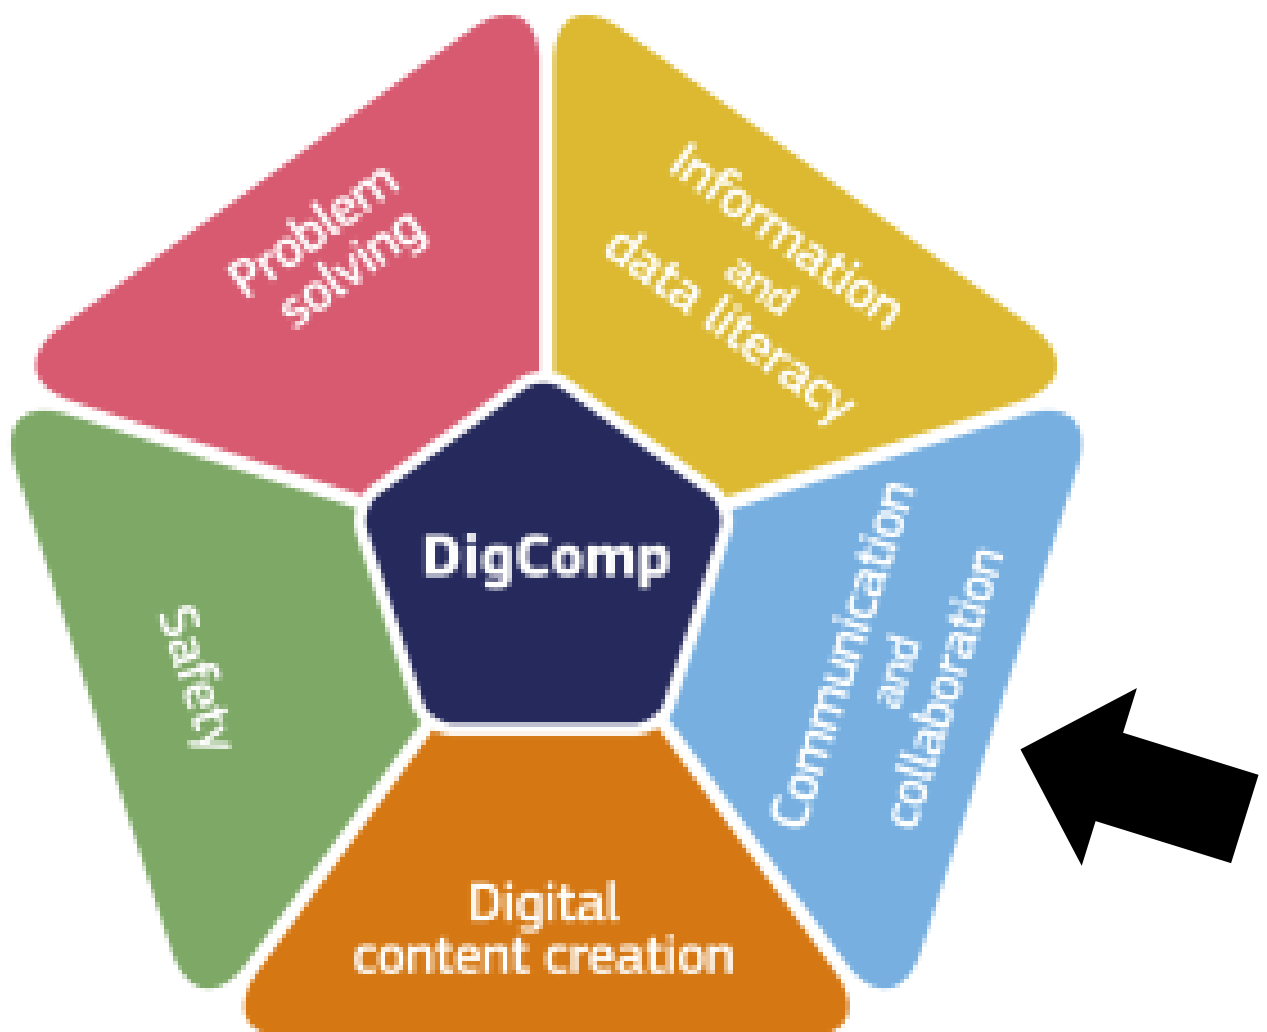 Problem
solving
Information
and
data literacy
DigComp
Communication
and
collaboration
Safety
Digital
content creation